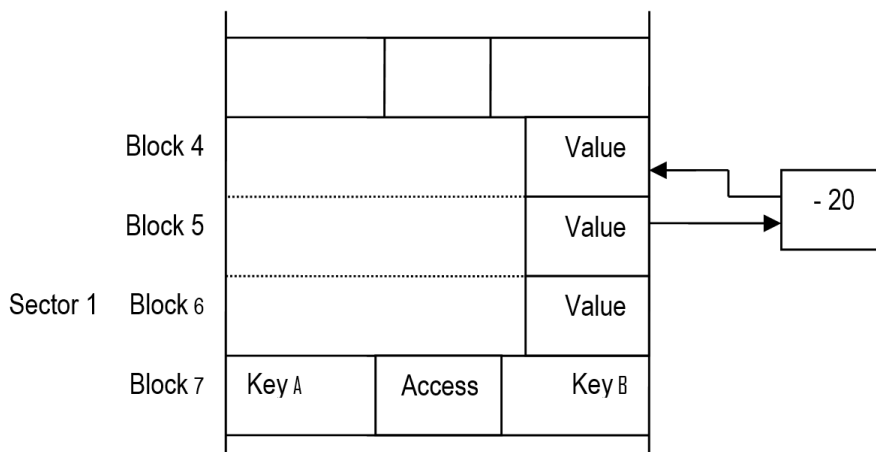 Block 4 Value
- 20
Block 5 Value
Sector 1 Block 6 Value
Block 7 Key A Access Key B